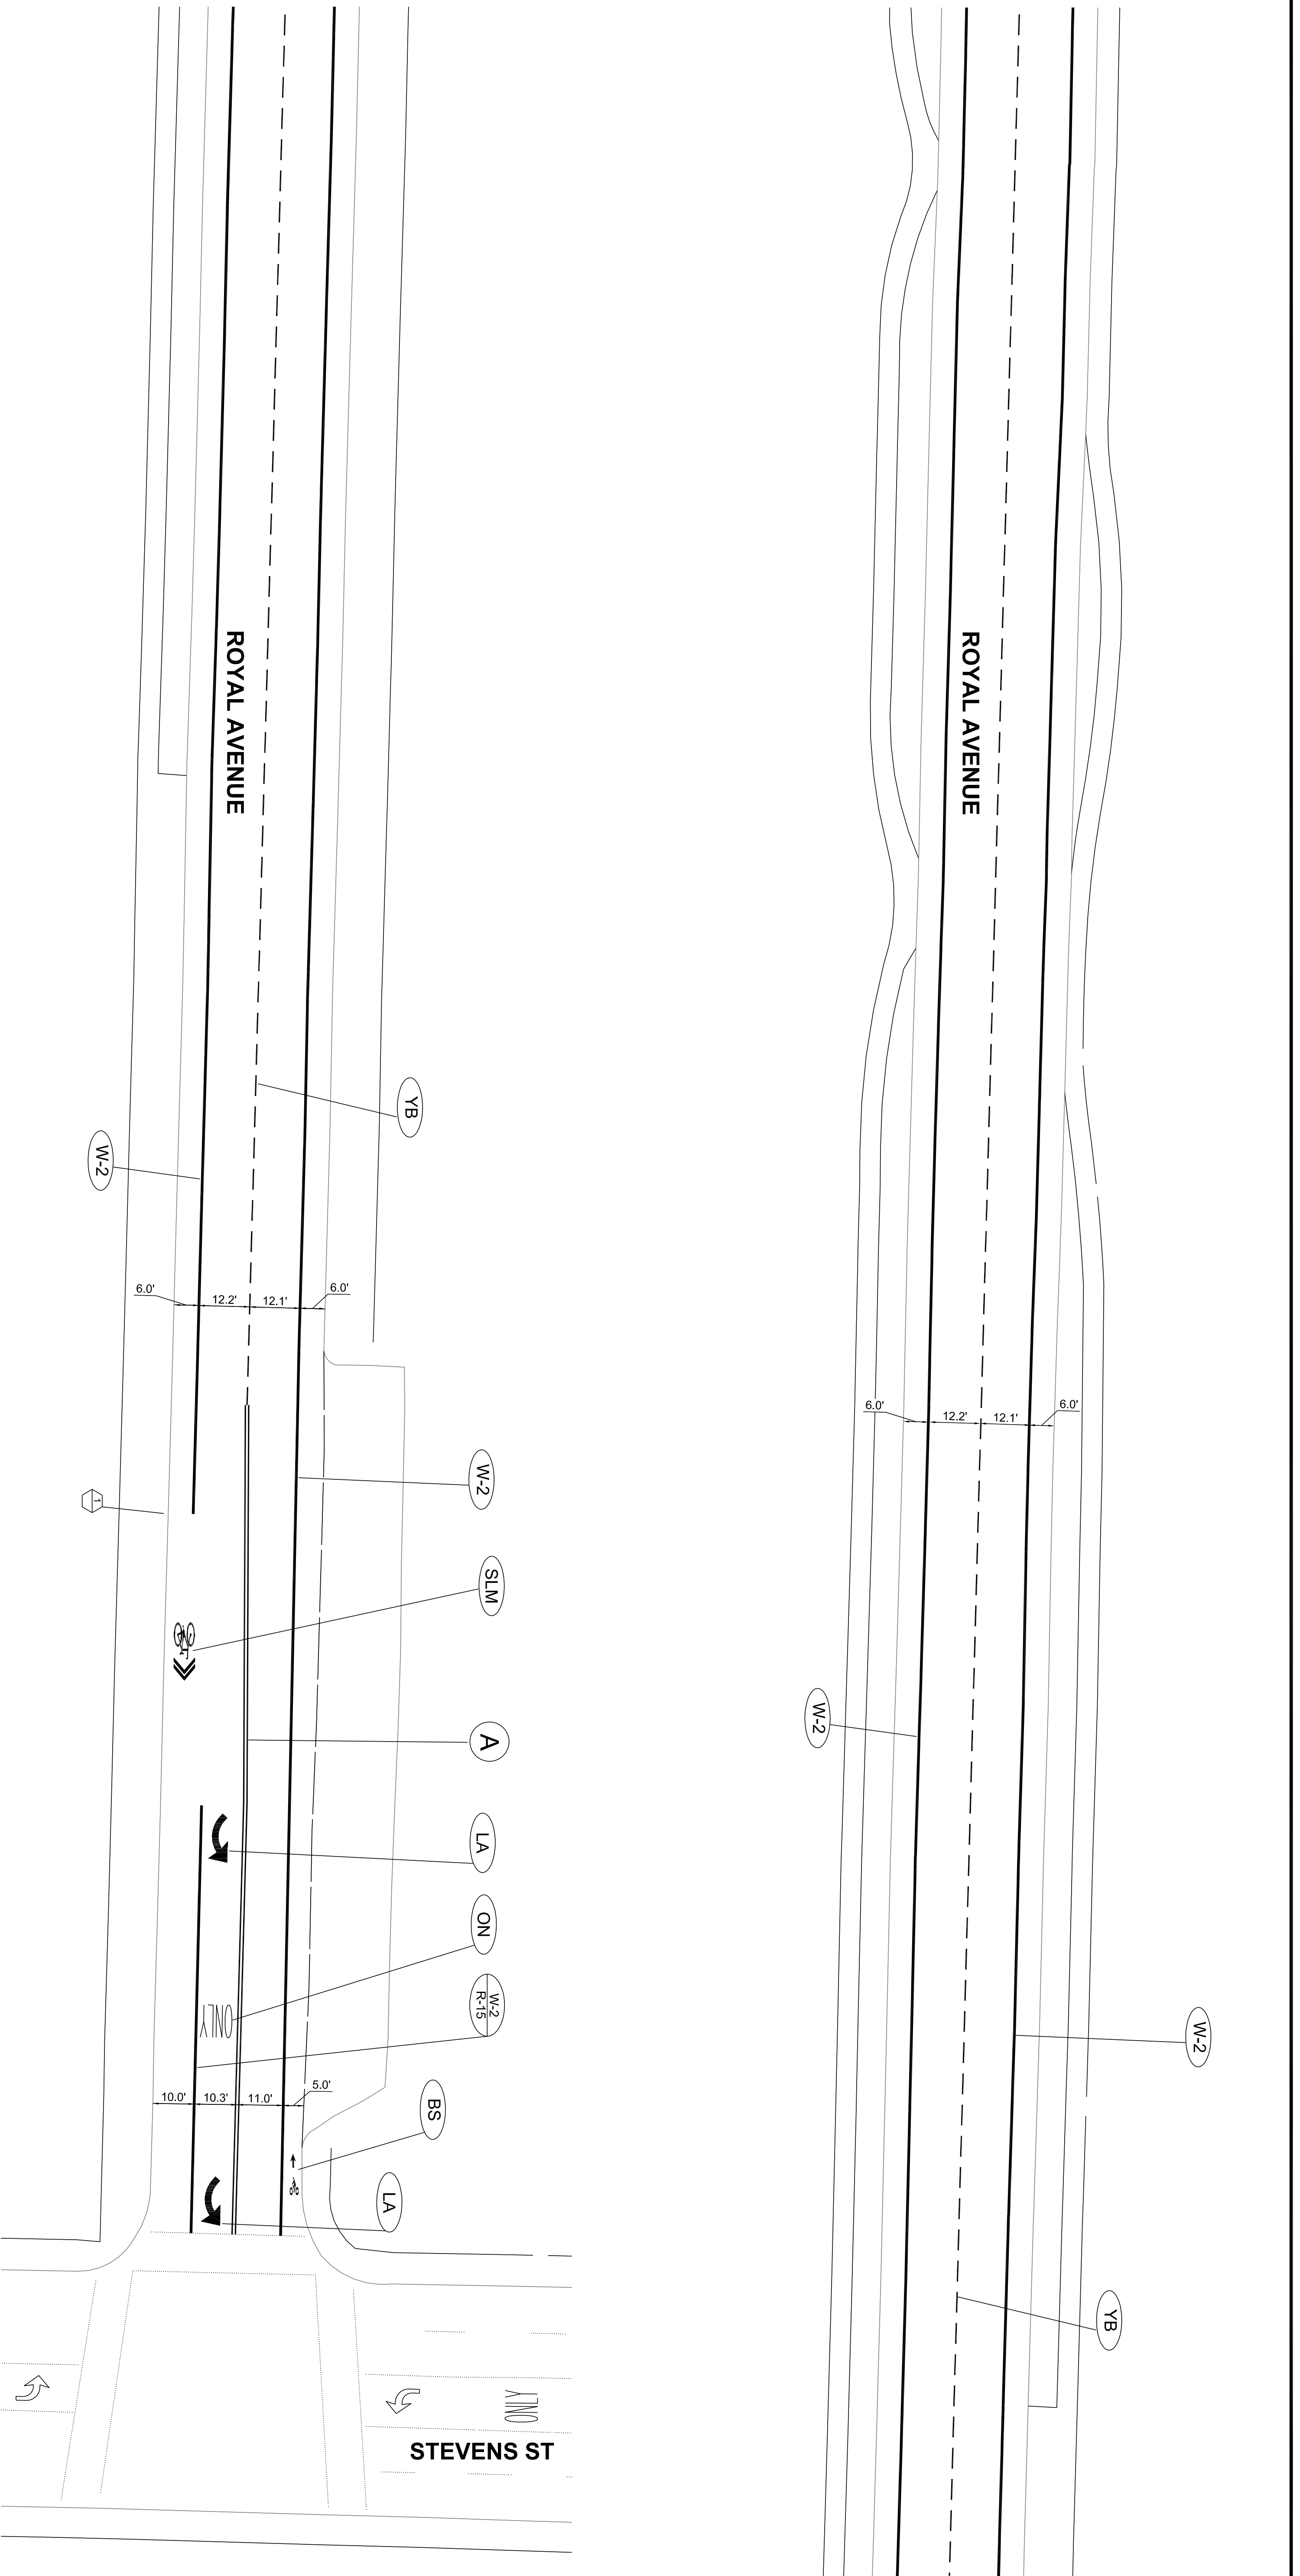 ROYAL AVENUE
YB
W-2
6.0'
12.2'
12.1'
6.0'
W-2
1
SLM
A
LA
ON
W-2
R-15
ONLY
10.0'
10.3'
11.0'
5.0'
BS
LA
ONLY
STEVENS ST
ROYAL AVENUE
6.0'
12.2'
12.1'
6.0'
W-2
W-2
YB